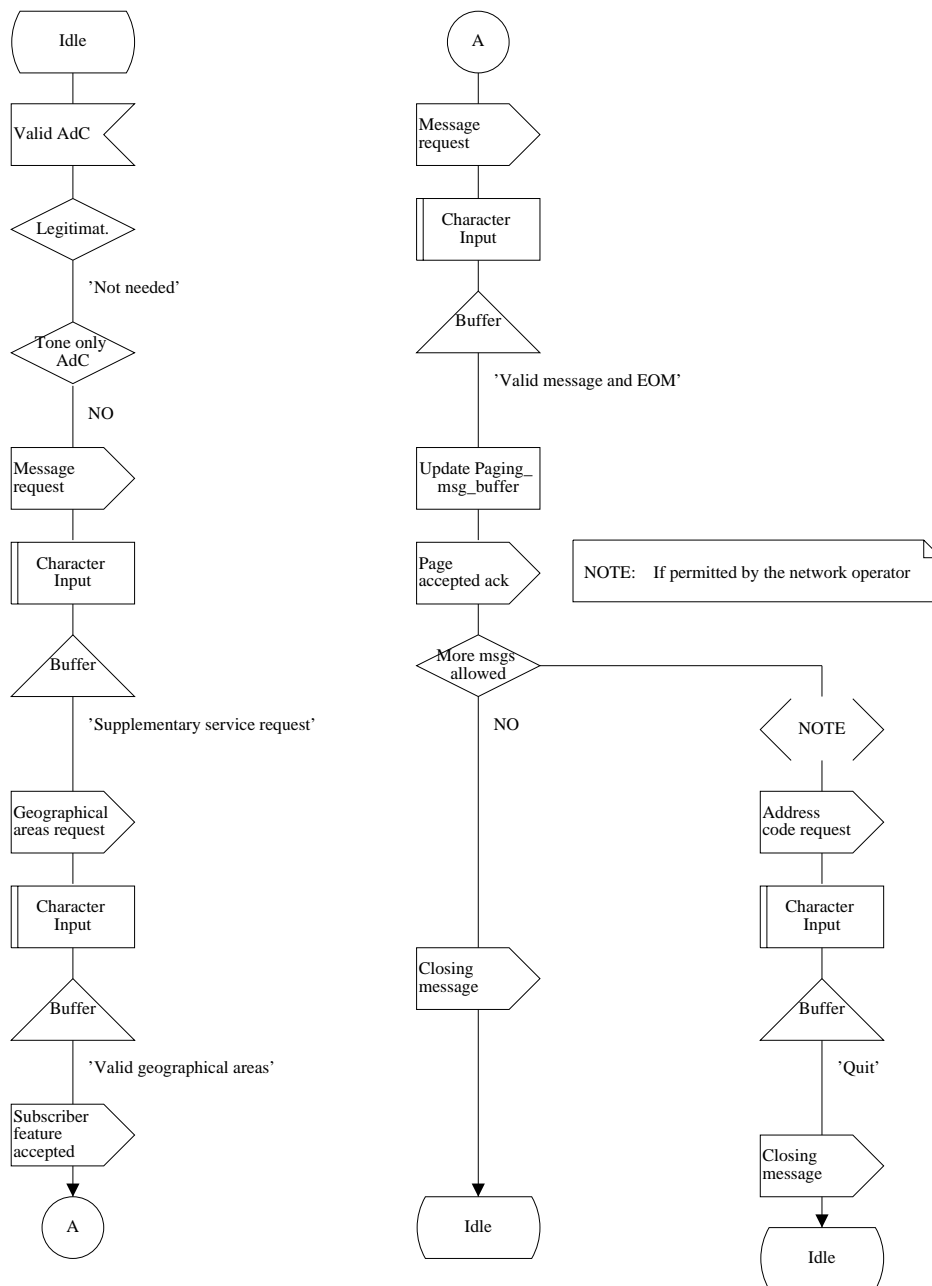 Idle
Valid AdC
Legitimat.
’Not needed’
Tone only
AdC
NO
Message
request
Character
Input
Buffer
’Supplementary service request’
Geographical
areas request
Character
Input
Buffer
’Valid geographical areas’
Subscriber
feature
accepted
A
A
Message
request
Character
Input
Buffer
’Valid message and EOM’
Update Paging_
msg_buffer
Page
accepted ack
NOTE: If permitted by the network operator
More msgs
allowed
NO
Closing
message
Idle
NOTE
Address
code request
Character
Input
Buffer
’Quit’
Closing
message
Idle